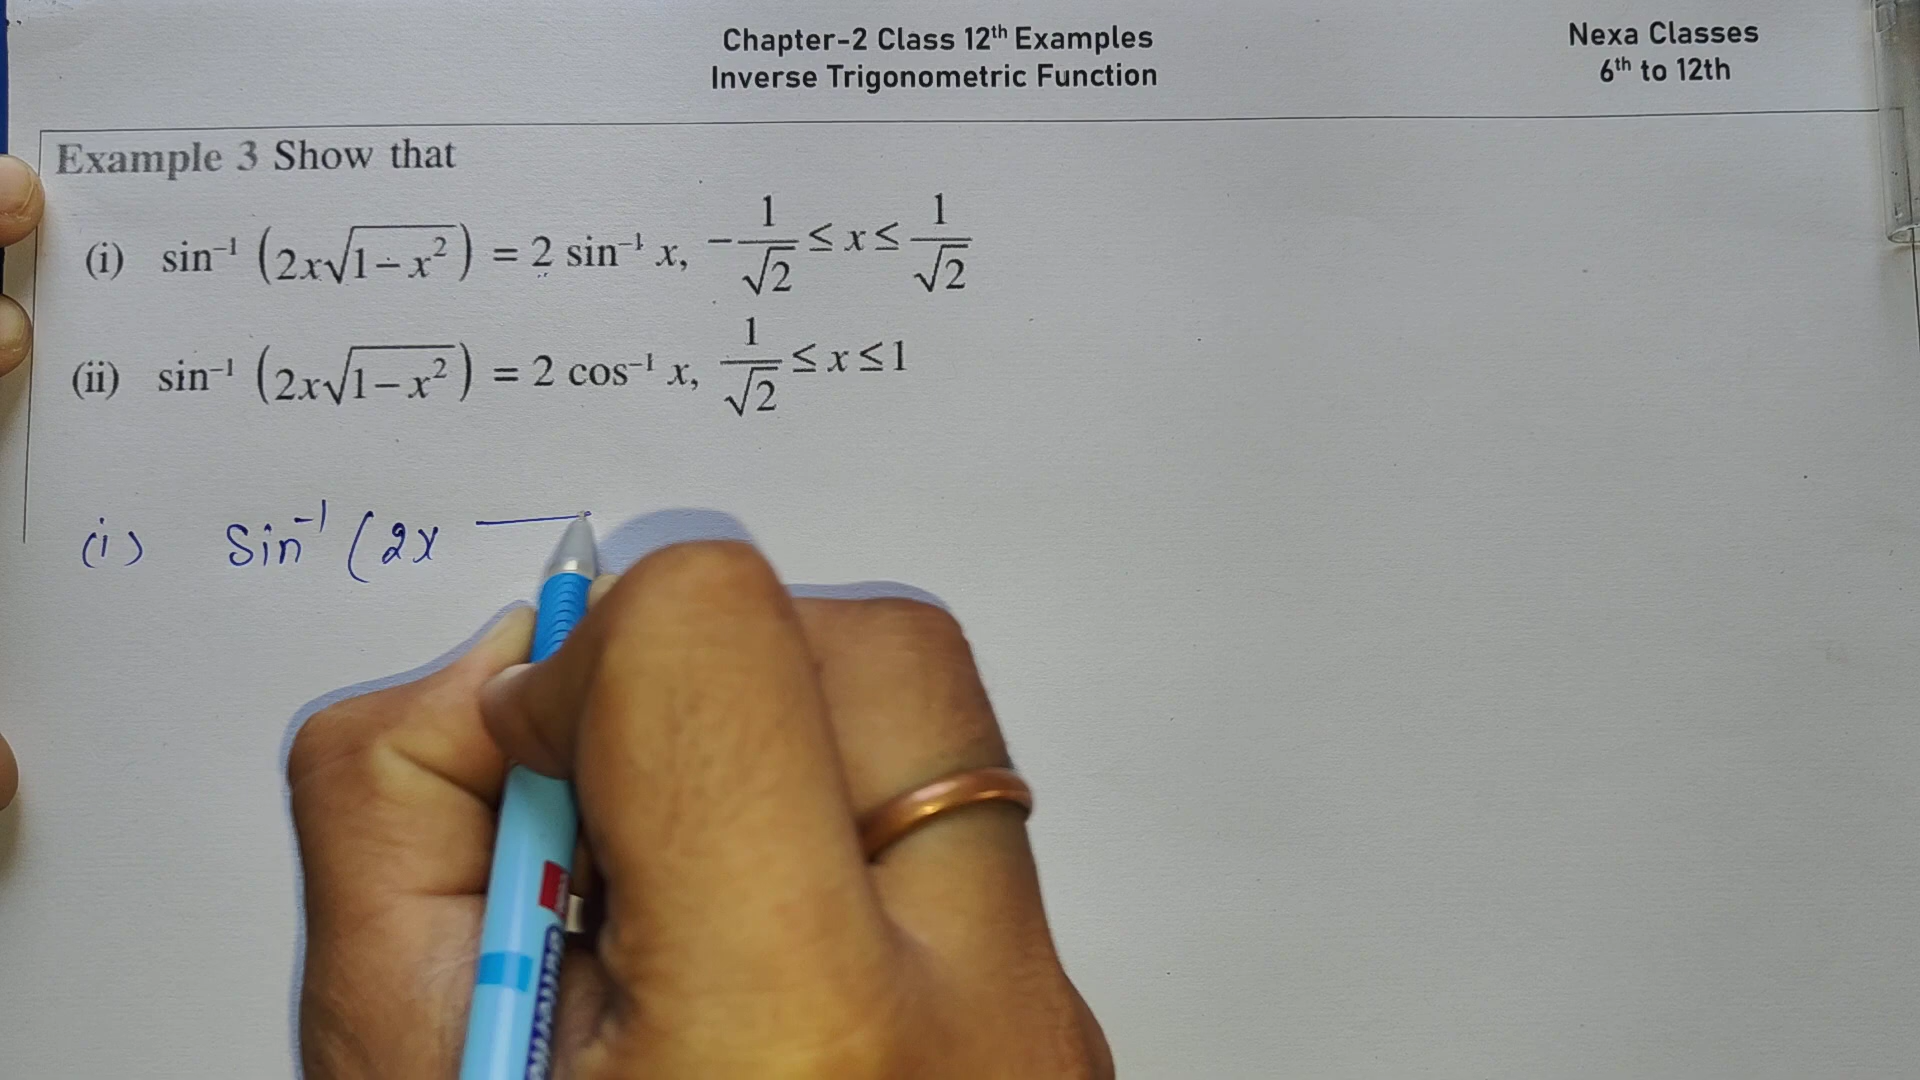 Chapter-2 Class 12th Examples
Inverse Trigonometric Function
Nexa Classes
6th to 12th
Example 3 Show that
(i) sin⁻¹ (2x√(1−x²)) = 2 sin⁻¹ x, −1/√2 ≤ x ≤ 1/√2
(ii) sin⁻¹ (2x√(1−x²)) = 2 cos⁻¹ x, 1/√2 ≤ x ≤ 1
(i) Sin⁻¹ (2x